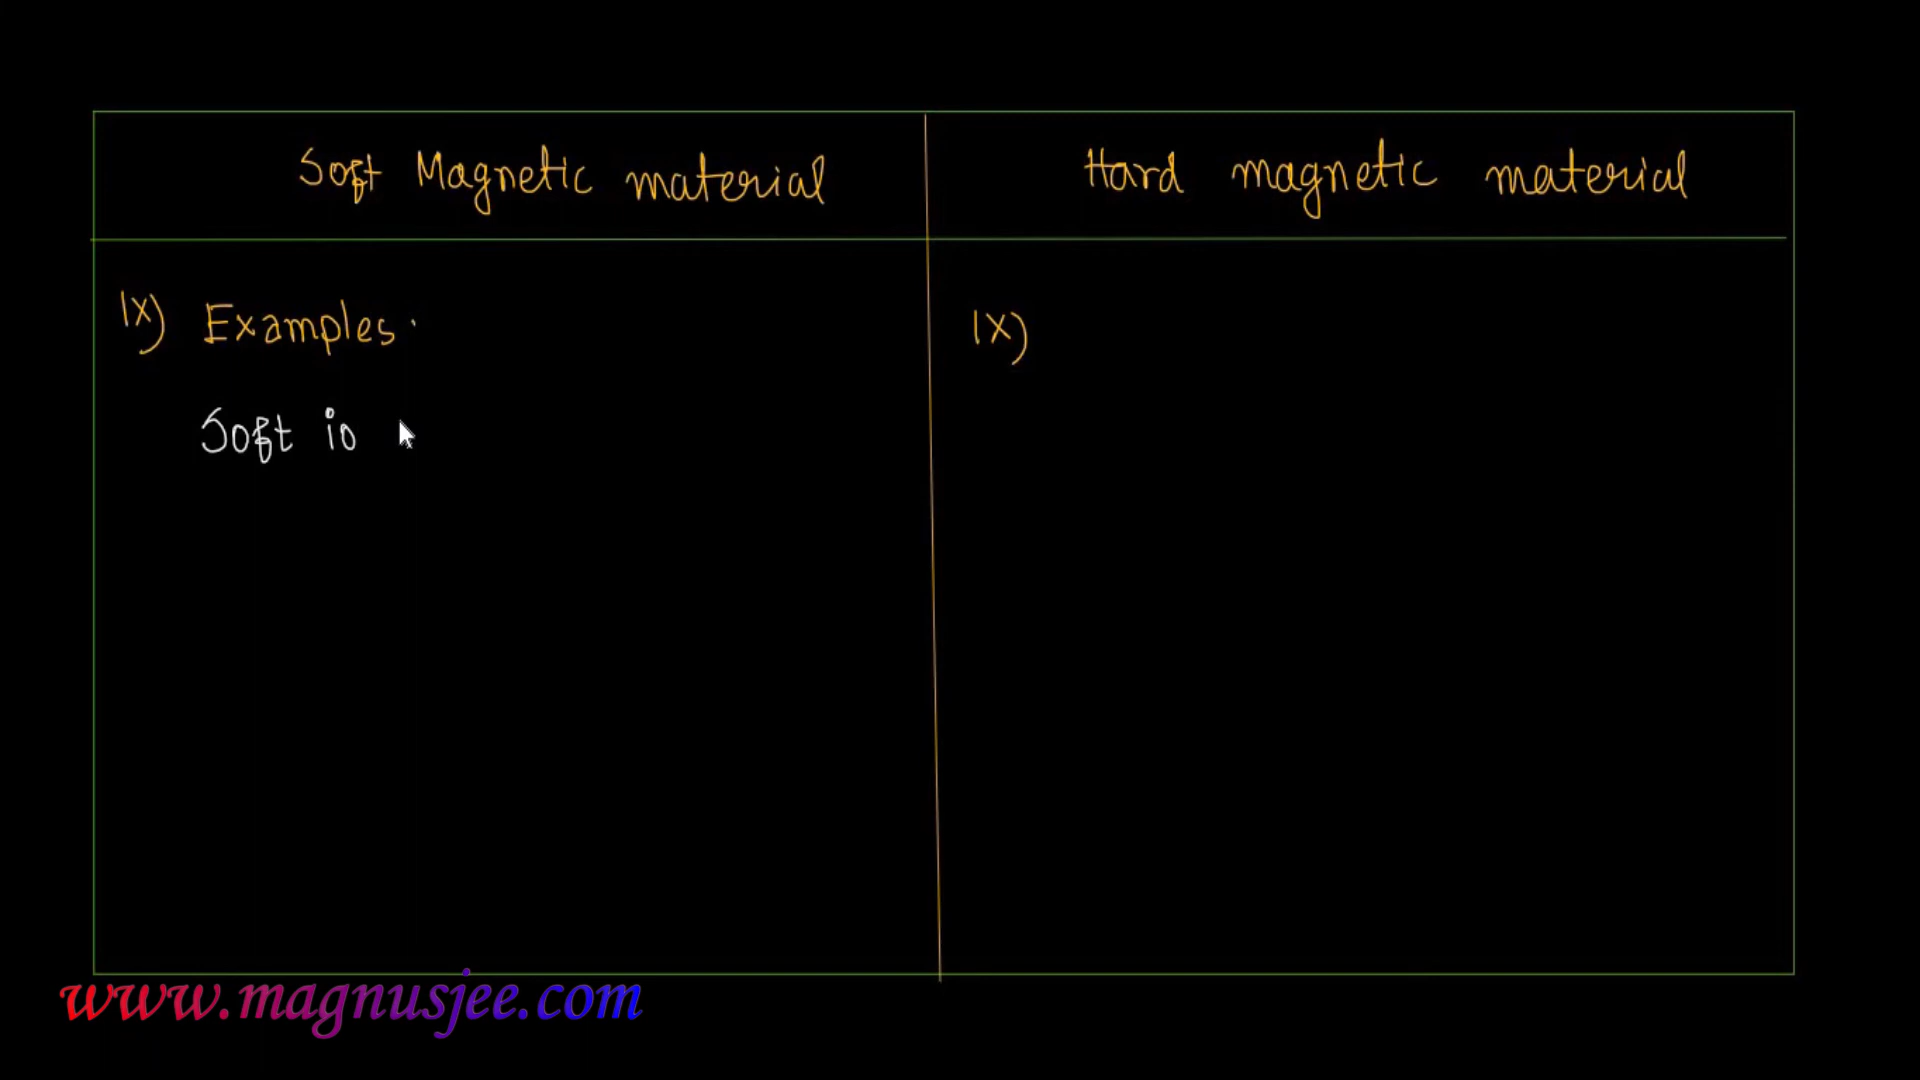 Soft Magnetic material
Hard magnetic material
IX) Examples.
IX)
Soft io
www.magnusjee.com